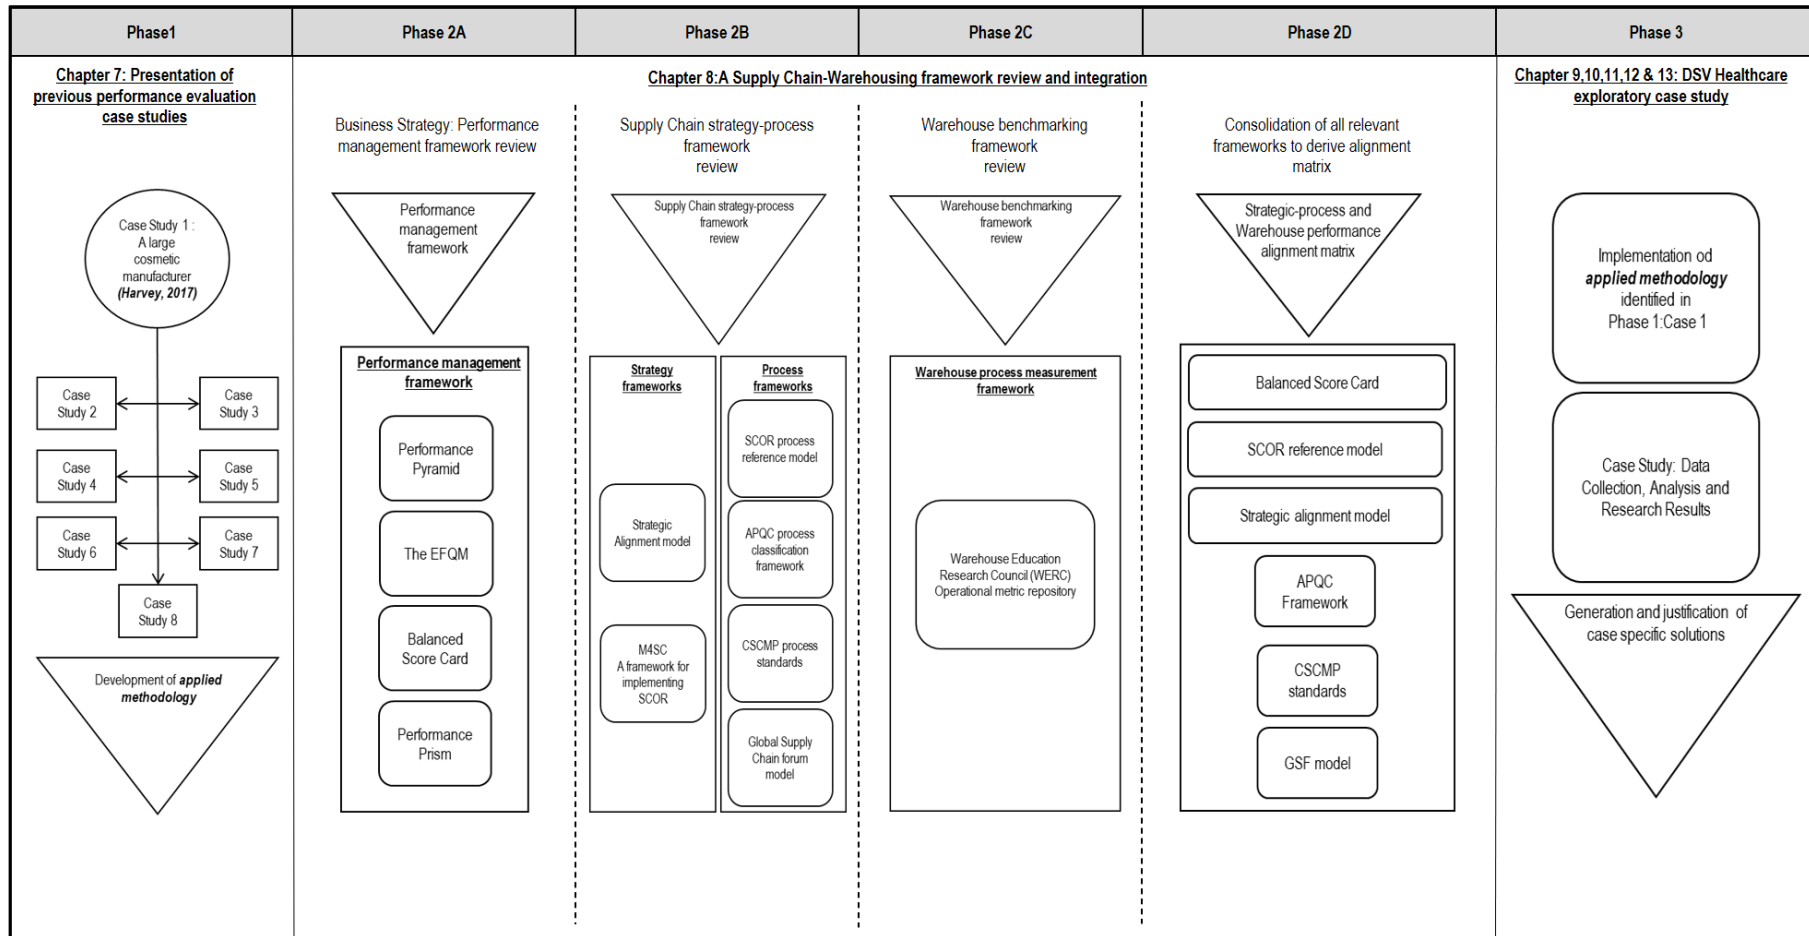 Phase1
Phase 2A
Phase 2B
Phase 2C
Phase 2D
Phase 3
Chapter 7: Presentation of
previous performance evaluation
case studies
Case Study 1 :
A large
cosmetic
manufacturer
(Harvey, 2017)
Case
Study 2
Case
Study 3
Case
Study 4
Case
Study 5
Case
Study 6
Case
Study 7
Case
Study 8
Development of applied
methodology
Chapter 8:A Supply Chain-Warehousing framework review and integration
Business Strategy: Performance
management framework review
Performance
management
framework
Performance management
framework
Performance
Pyramid
The EFQM
Balanced
Score Card
Performance
Prism
Supply Chain strategy-process
framework
review
Supply Chain strategy-process
framework
review
Strategy
frameworks
Strategic
Alignment model
M4SC
A framework for
implementing
SCOR
Process
frameworks
SCOR process
reference model
APQC process
classification
framework
CSCMP process
standards
Global Supply
Chain forum
model
Warehouse benchmarking
framework
review
Warehouse benchmarking
framework
review
Warehouse process measurement
framework
Warehouse Education
Research Council (WERC)
Operational metric repository
Consolidation of all relevant
frameworks to derive alignment
matrix
Strategic-process and
Warehouse performance
alignment matrix
Balanced Score Card
SCOR reference model
Strategic alignment model
APQC
Framework
CSCMP
standards
GSF model
Chapter 9,10,11,12 & 13: DSV Healthcare
exploratory case study
Implementation od
applied methodology
identified in
Phase 1:Case 1
Case Study: Data
Collection, Analysis and
Research Results
Generation and justification of
case specific solutions